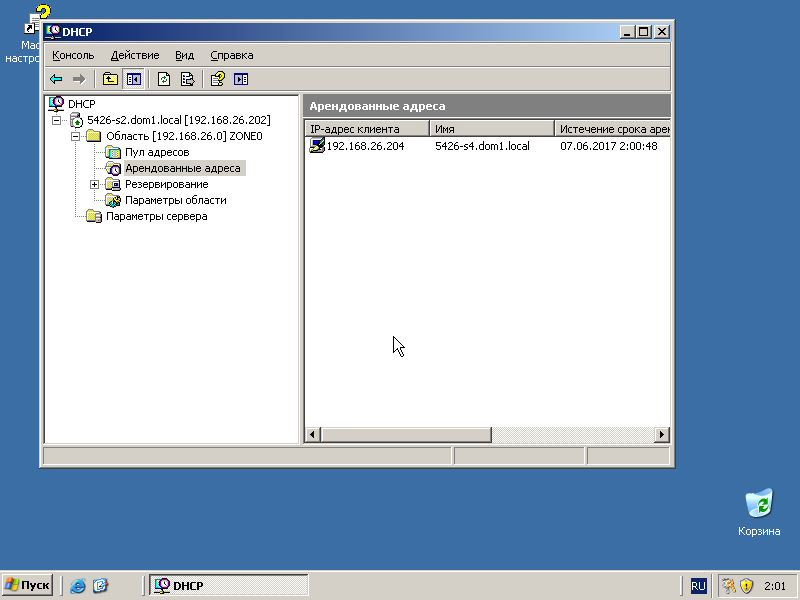 Мас
настро
DHCP
Консоль Действие Вид Справка
DHCP
5426-s2.dom1.local [192.168.26.202]
Область [192.168.26.0] ZONE0
Пул адресов
Арендованные адреса
Резервирование
Параметры области
Параметры сервера
Арендованные адреса
IP-адрес клиента Имя Истечение срока арен
192.168.26.204 5426-s4.dom1.local 07.06.2017 2:00:48
Корзина
Пуск DHCP RU 2:01